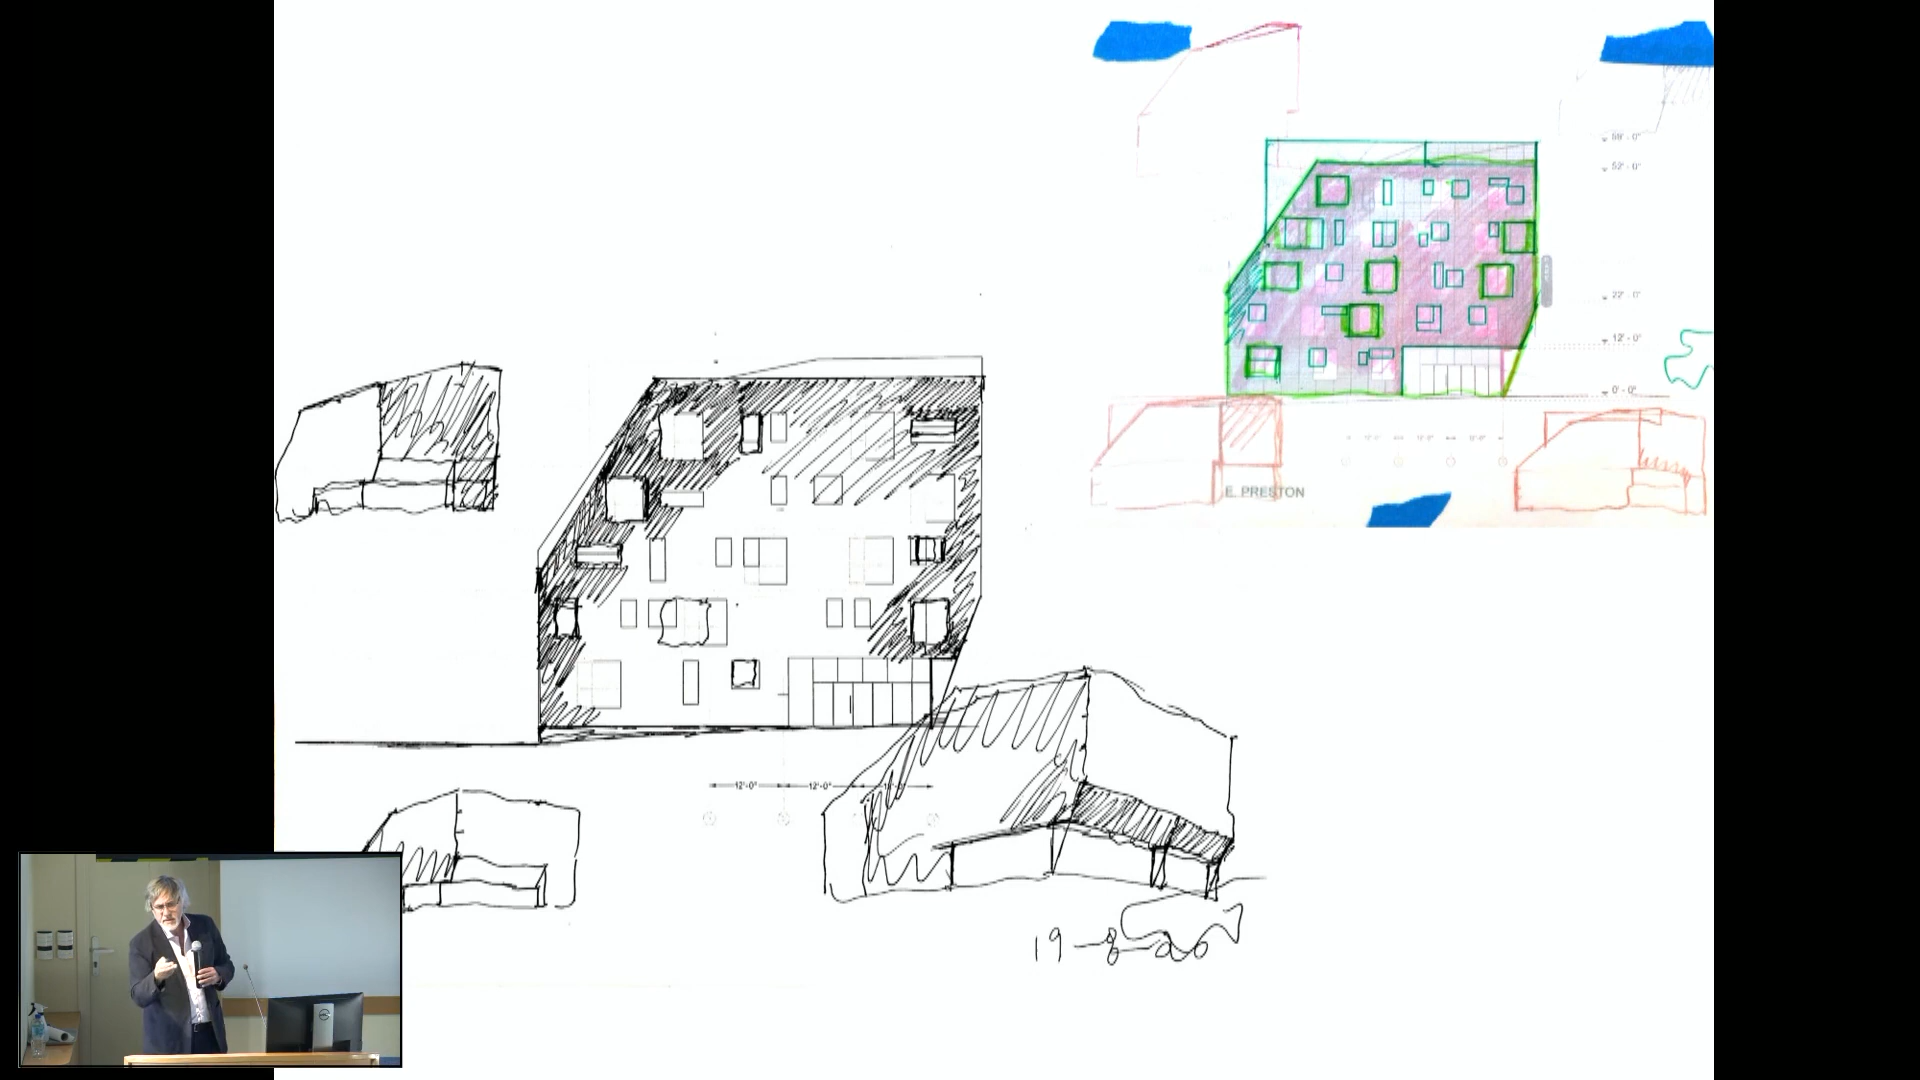 59' - 0"
52' - 0"
22' - 0"
12' - 0"
0' - 0"
E. PRESTON
12'-0"
12'-0"
19-8-20